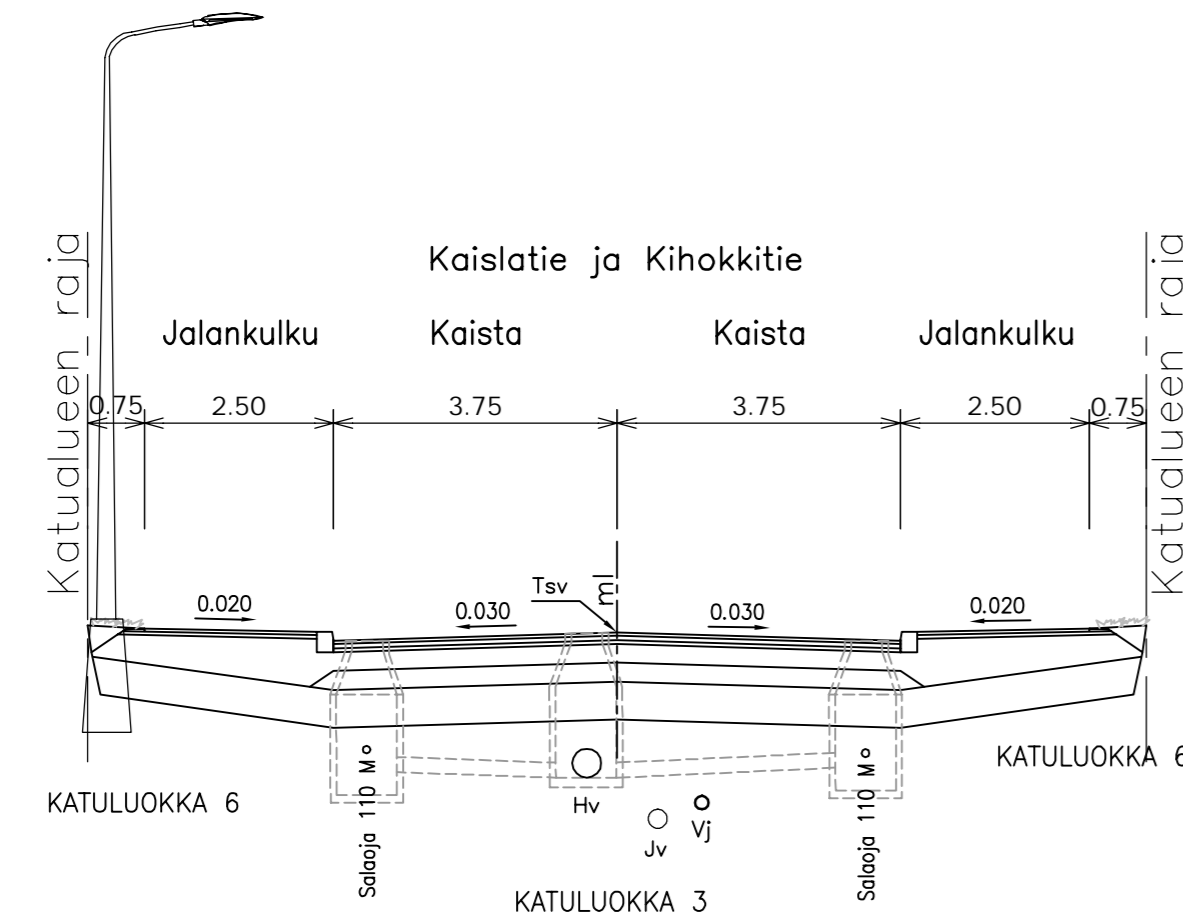 Kaislatie ja Kihokkitie
Katualueen raja
Jalankulku
Kaista
Kaista
Jalankulku
Katualueen raja
0.75
2.50
3.75
3.75
2.50
0.75
Tsv
ml
0.020
0.030
0.030
0.020
KATULUOKKA 6
Salaoja 110 M
Hv
Jv
Vj
Salaoja 110 M
KATULUOKKA 6
KATULUOKKA 3